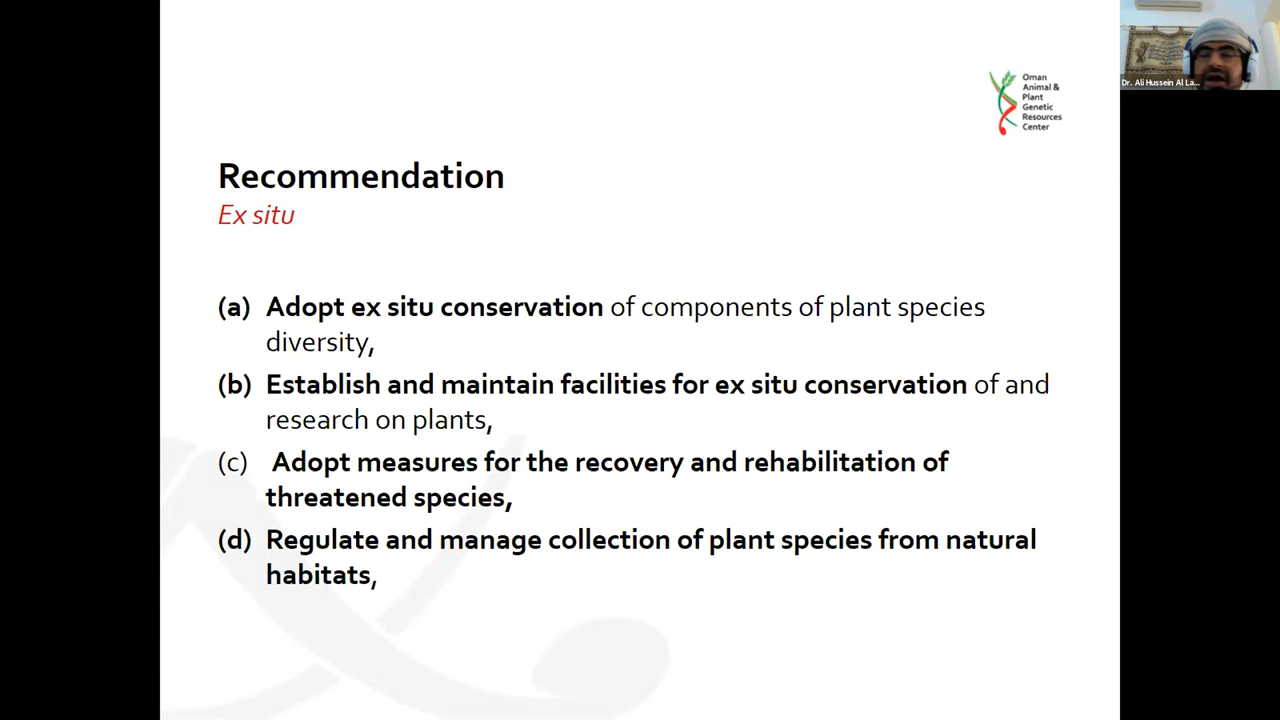 Oman
Animal &
Plant
Genetic
Resources
Center
Dr. Ali Hussein Al La...
Recommendation
Ex situ
(a) Adopt ex situ conservation of components of plant species
diversity,
(b) Establish and maintain facilities for ex situ conservation of and
research on plants,
(c) Adopt measures for the recovery and rehabilitation of
threatened species,
(d) Regulate and manage collection of plant species from natural
habitats,